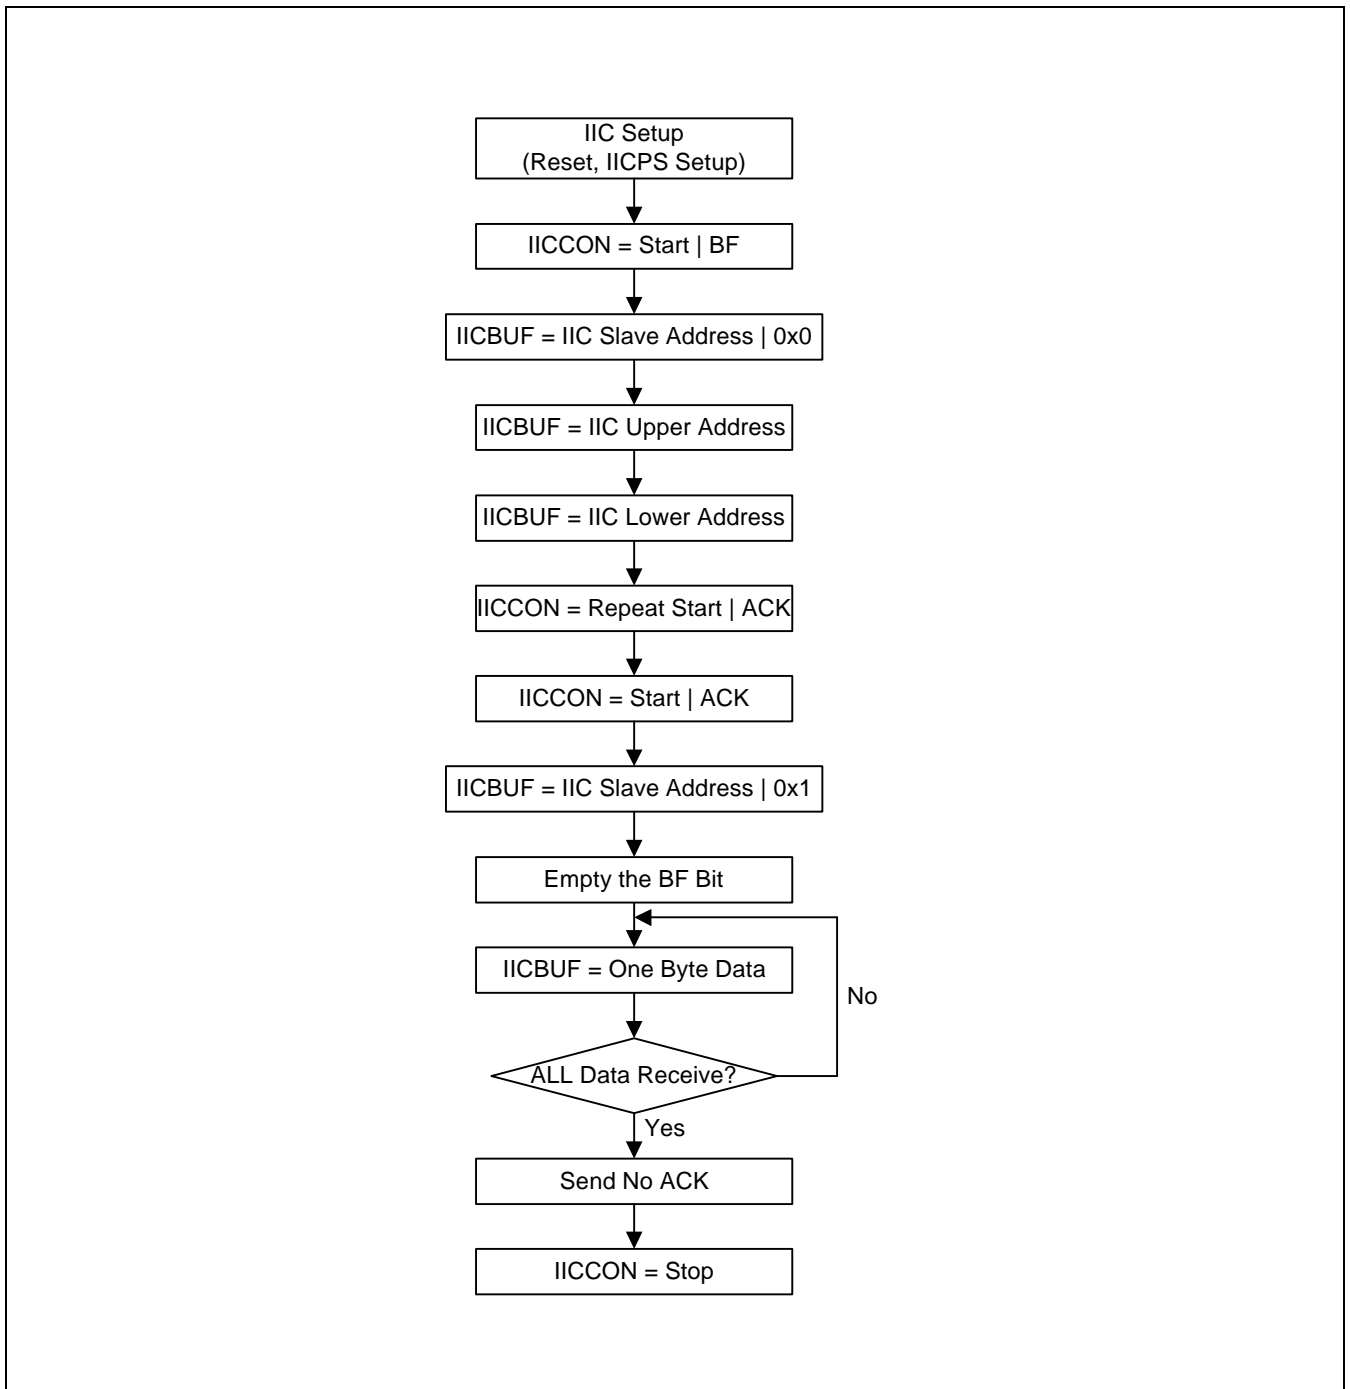 IIC Setup
(Reset, IICPS Setup)
IICCON = Start | BF
IICBUF = IIC Slave Address | 0x0
IICBUF = IIC Upper Address
IICBUF = IIC Lower Address
IICCON = Repeat Start | ACK
IICCON = Start | ACK
IICBUF = IIC Slave Address | 0x1
Empty the BF Bit
IICBUF = One Byte Data
No
ALL Data Receive?
Yes
Send No ACK
IICCON = Stop